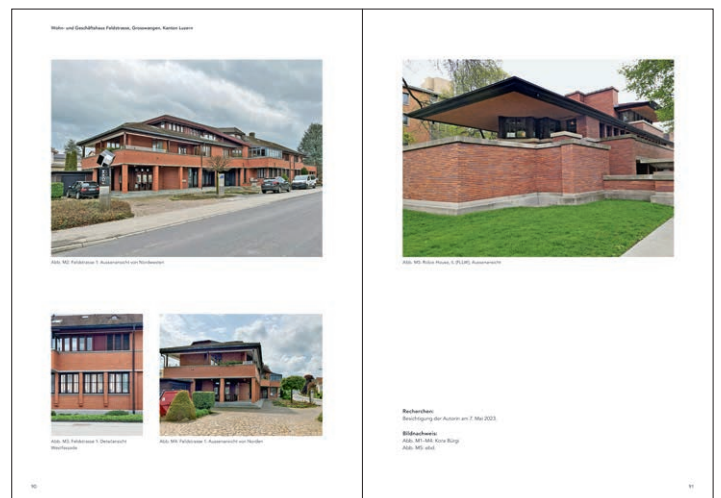 Wohn- und Geschäftshaus Feldstrasse, Grosswangen, Kanton Luzern
Abb. M2: Feldstrasse 1: Aussenansicht von Nordwesten
Abb. M3: Feldstrasse 1: Detailansicht
Westfassade
Abb. M4: Feldstrasse 1: Aussenansicht von Norden
90
Abb. M5: Robie House, IL (FLLW), Aussenansicht
Recherchen:
Besichtigung der Autorin am 7. Mai 2023.
Bildnachweis:
Abb. M1–M4: Kora Bürgi
Abb. M5: ebd.
91